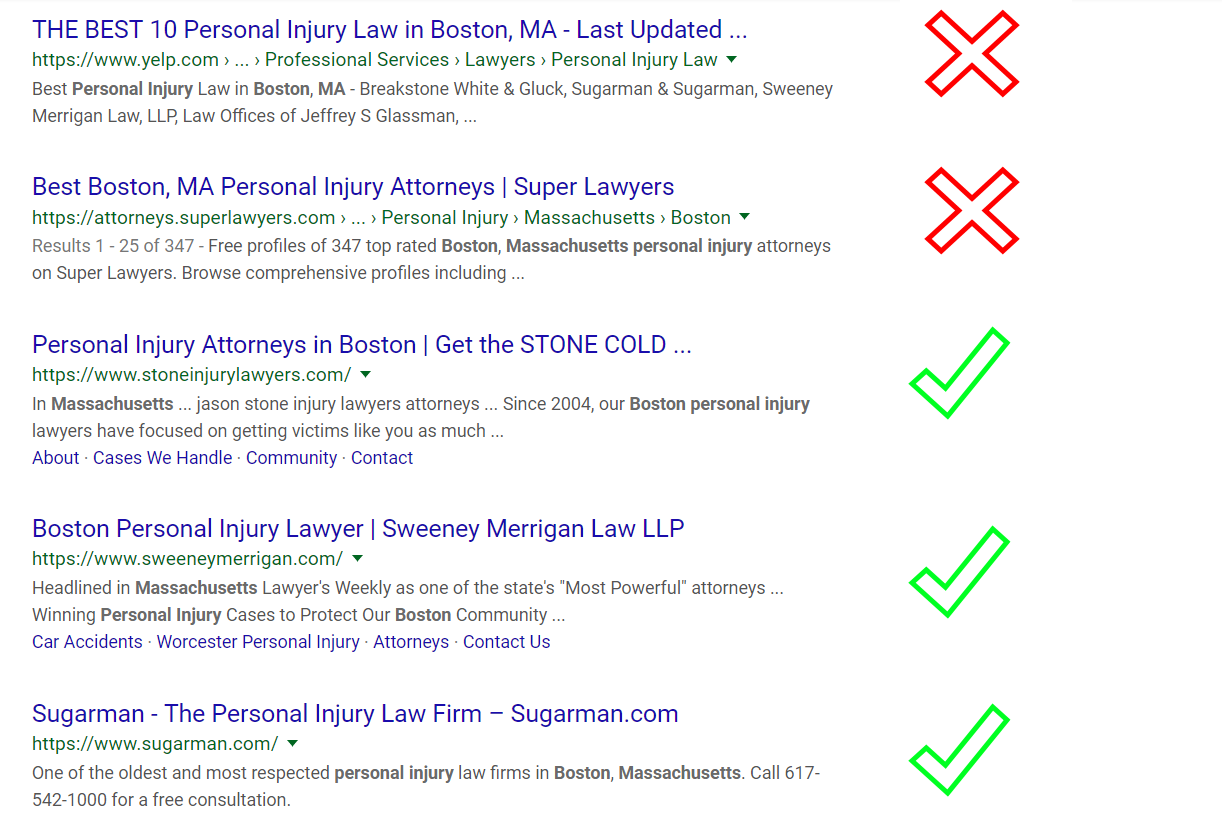 THE BEST 10 Personal Injury Law in Boston, MA - Last Updated ...
https://www.yelp.com › ... › Professional Services › Lawyers › Personal Injury Law
Best Personal Injury Law in Boston, MA - Breakstone White & Gluck, Sugarman & Sugarman, Sweeney
Merrigan Law, LLP, Law Offices of Jeffrey S Glassman, ...
Best Boston, MA Personal Injury Attorneys | Super Lawyers
https://attorneys.superlawyers.com › ... › Personal Injury › Massachusetts › Boston
Results 1 - 25 of 347 - Free profiles of 347 top rated Boston, Massachusetts personal injury attorneys
on Super Lawyers. Browse comprehensive profiles including ...
Personal Injury Attorneys in Boston | Get the STONE COLD ...
https://www.stoneinjurylawyers.com/
In Massachusetts ... jason stone injury lawyers attorneys ... Since 2004, our Boston personal injury
lawyers have focused on getting victims like you as much ...
About · Cases We Handle · Community · Contact
Boston Personal Injury Lawyer | Sweeney Merrigan Law LLP
https://www.sweeneymerrigan.com/
Headlined in Massachusetts Lawyer's Weekly as one of the state's "Most Powerful" attorneys ...
Winning Personal Injury Cases to Protect Our Boston Community ...
Car Accidents · Worcester Personal Injury · Attorneys · Contact Us
Sugarman - The Personal Injury Law Firm – Sugarman.com
https://www.sugarman.com/
One of the oldest and most respected personal injury law firms in Boston, Massachusetts. Call 617-
542-1000 for a free consultation.